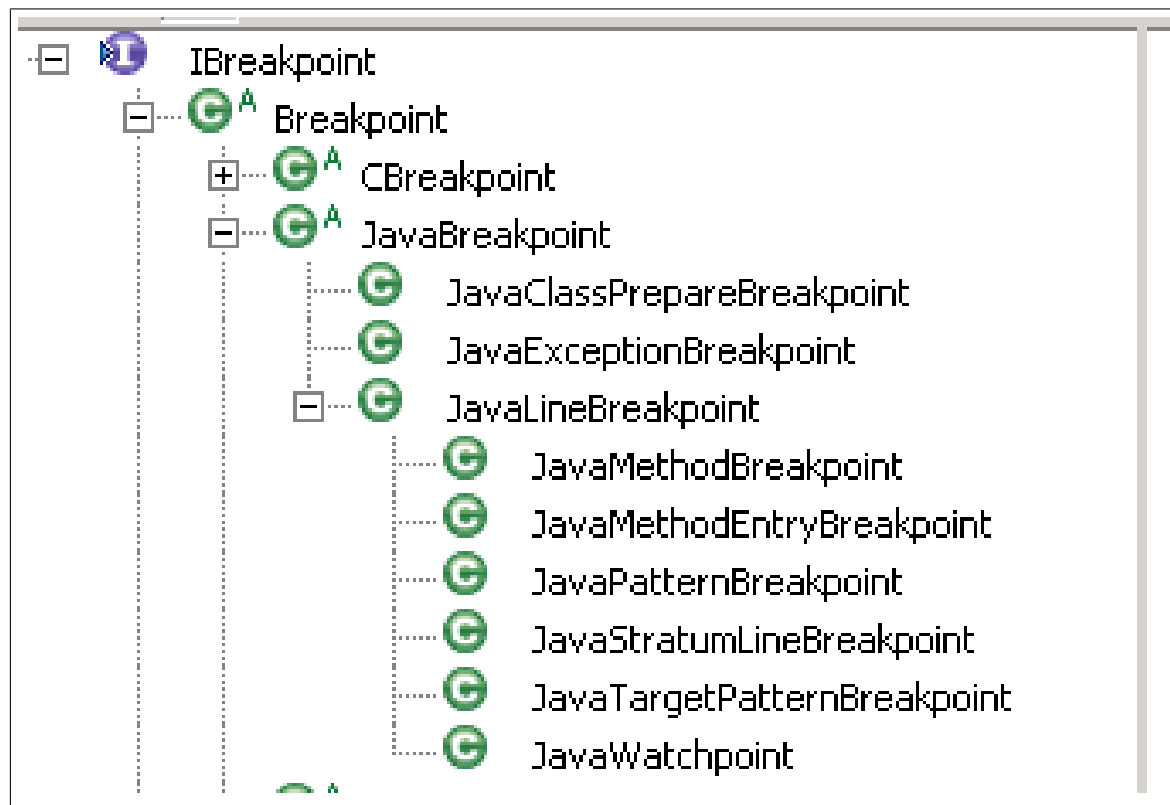 IBreakpoint
Breakpoint
CBreakpoint
JavaBreakpoint
JavaClassPrepareBreakpoint
JavaExceptionBreakpoint
JavaLineBreakpoint
JavaMethodBreakpoint
JavaMethodEntryBreakpoint
JavaPatternBreakpoint
JavaStratumLineBreakpoint
JavaTargetPatternBreakpoint
JavaWatchpoint